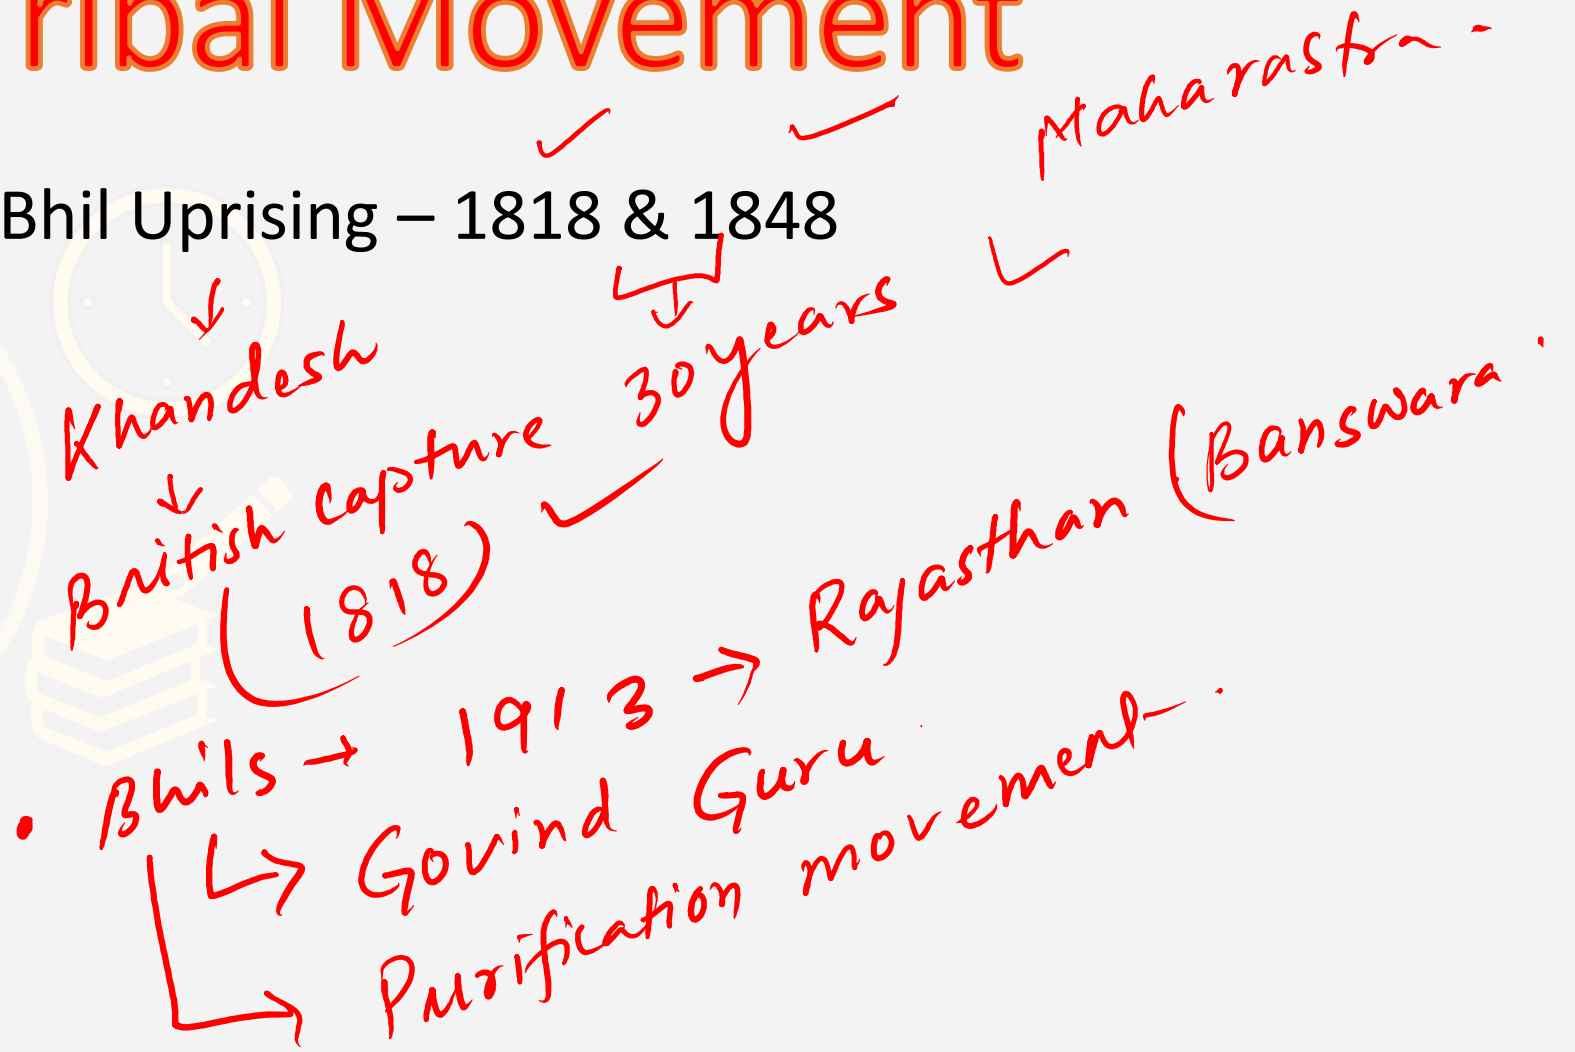 ribal Movement
Maharastra -
Bhil Uprising – 1818 & 1848
30 years
Khandesh
British capture
(1818)
Rajasthan (Banswara .
. Bhils → 1913 →
Govind Guru
Purification movement .